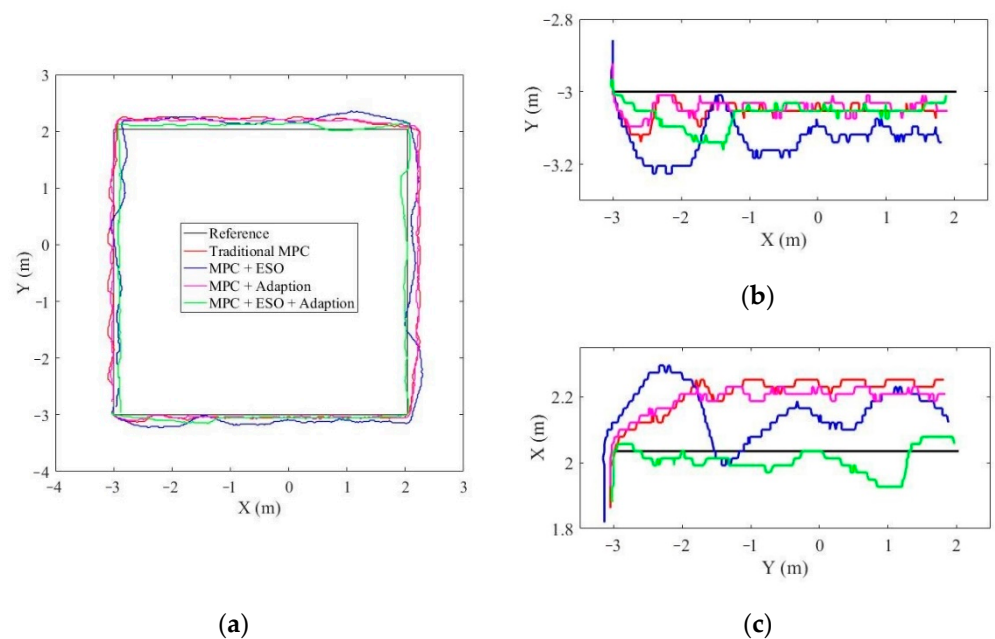 3
2
1
0
−1
−2
−3
−4
Y (m)
−4 −3 −2 −1 0 1 2 3
X (m)
Reference
Traditional MPC
MPC + ESO
MPC + Adaption
MPC + ESO + Adaption
(a)
−2.8
−3
−3.2
Y (m)
−3 −2 −1 0 1 2
X (m)
(b)
2.2
2
1.8
X (m)
−3 −2 −1 0 1 2
Y (m)
(c)